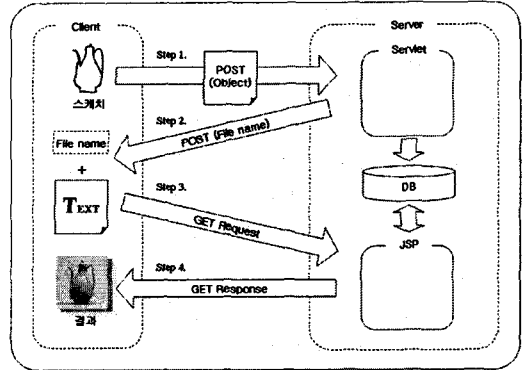 Client
Server
Step 1.
POST
(Object)
스케치
Servlet
Step 2.
POST (File name)
File name
+
TEXT
DB
Step 3.
GET Request
JSP
Step 4.
GET Response
결과